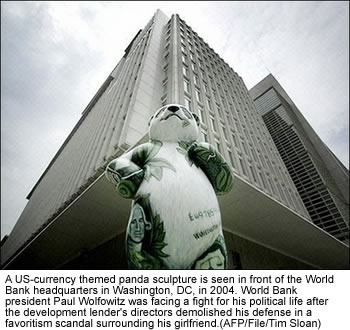 A US-currency themed panda sculpture is seen in front of the World
Bank headquarters in Washington, DC, in 2004. World Bank
president Paul Wolfowitz was facing a fight for his political life after
the development lender's directors demolished his defense in a
favoritism scandal surrounding his girlfriend.(AFP/File/Tim Sloan)